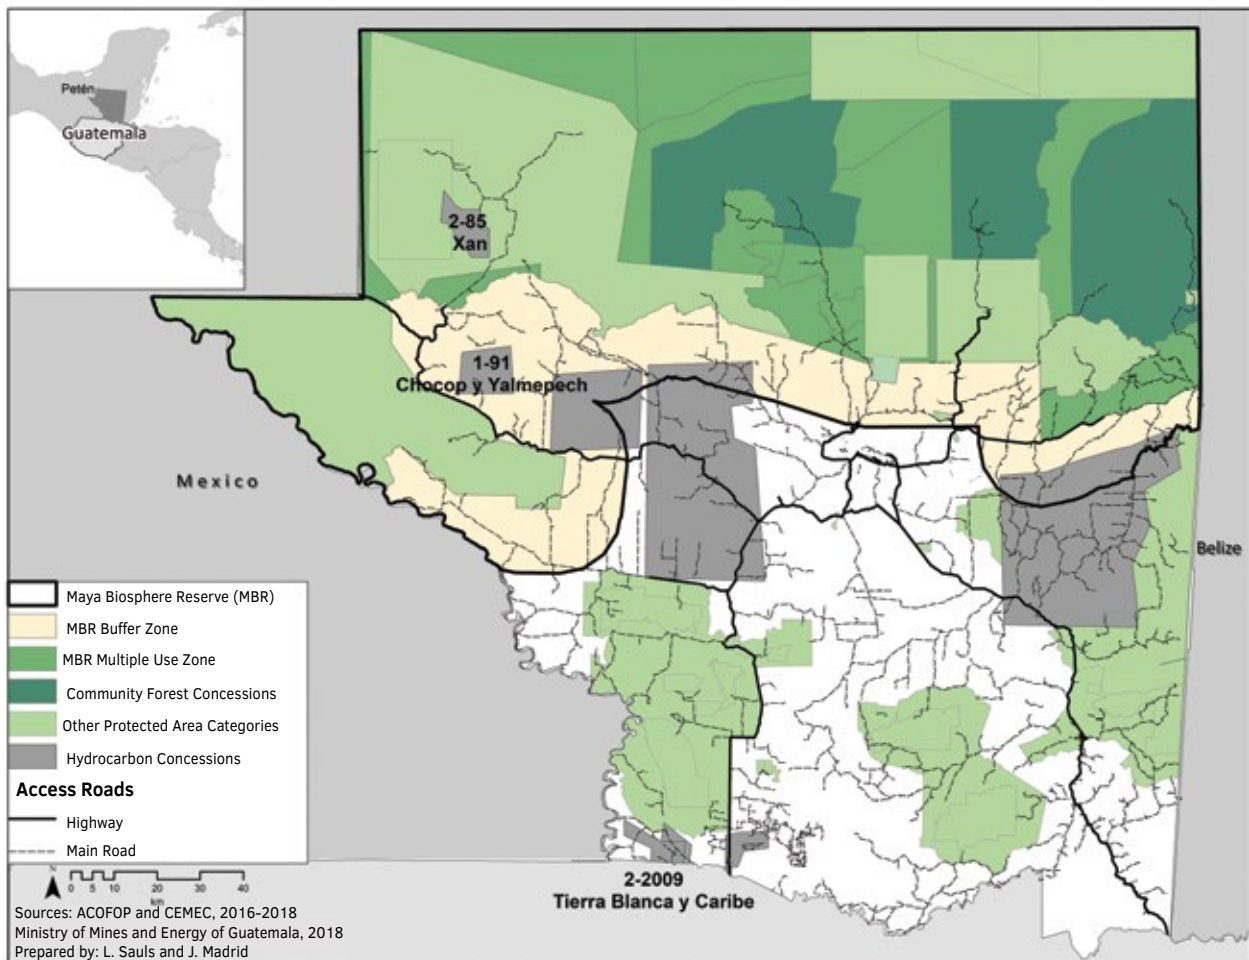 Petén
Guatemala
2-85
Xan
1-91
Chocop y Yalmepech
Mexico
Belize
Maya Biosphere Reserve (MBR)
MBR Buffer Zone
MBR Multiple Use Zone
Community Forest Concessions
Other Protected Area Categories
Hydrocarbon Concessions
Access Roads
Highway
Main Road
N
0 5 10 20 30 40
km
2-2009
Tierra Blanca y Caribe
Sources: ACOFOP and CEMEC, 2016-2018
Ministry of Mines and Energy of Guatemala, 2018
Prepared by: L. Sauls and J. Madrid